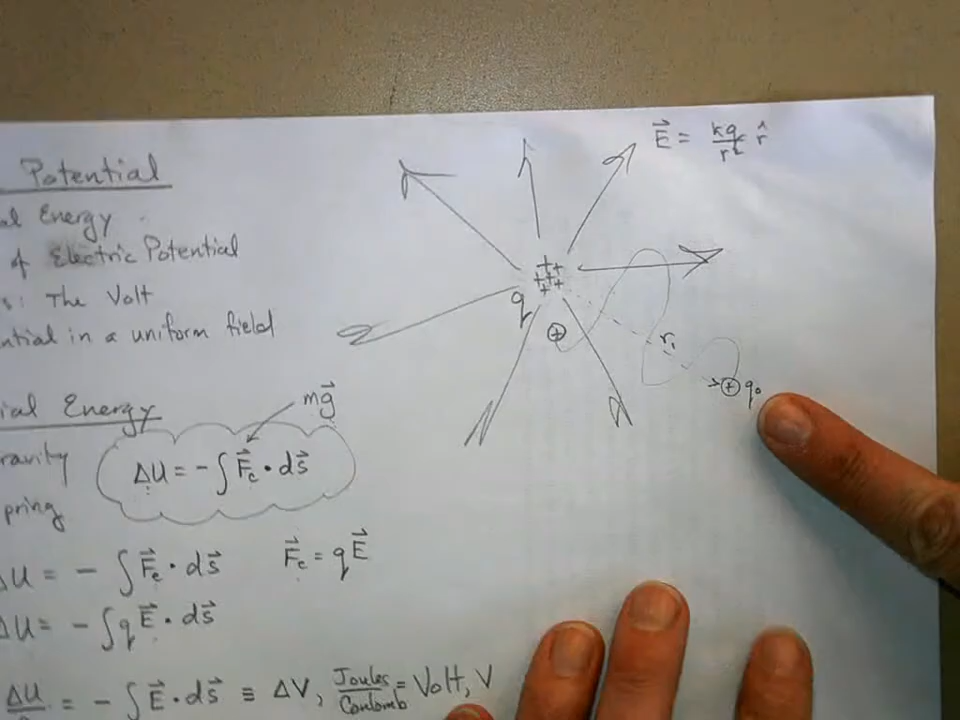 Potential
al Energy
of Electric Potential
s: The Volt
ntial in a uniform field
ial Energy
ravity
pring
mg⃗
ΔU = - ∫ F⃗c • ds⃗
ΔU = - ∫ F⃗e • ds⃗ F⃗e = qE⃗
ΔU = - ∫ q E⃗ • ds⃗
ΔU = - ∫ E⃗ • ds⃗ ≡ ΔV, Joules/Coulomb = Volt, V
E⃗ = kq/r² r̂
+ + + + + + +
q
+
r₁
+ q₀